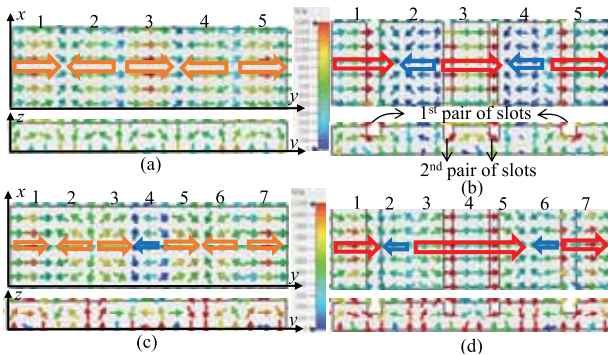 x
1 2 3 4 5
y
z
y
(a)
1 2 3 4 5
1st pair of slots
2nd pair of slots
(b)
x
1 2 3 4 5 6 7
y
z
y
(c)
1 2 3 4 5 6 7
(d)